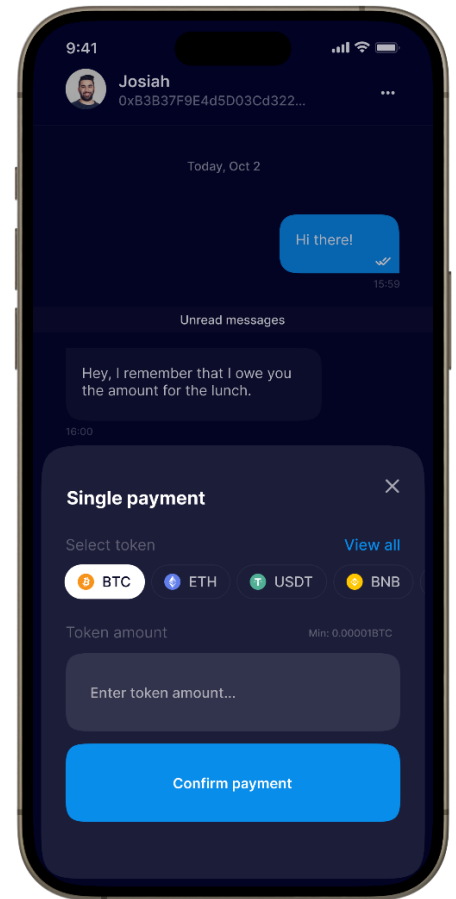 9:41
Josiah
0xB3B37F9E4d5D03Cd322...
Today, Oct 2
Hi there!
15:59
Unread messages
Hey, I remember that I owe you
the amount for the lunch.
16:00
Single payment
Select token View all
BTC ETH USDT BNB
Token amount Min: 0.00001BTC
Enter token amount...
Confirm payment